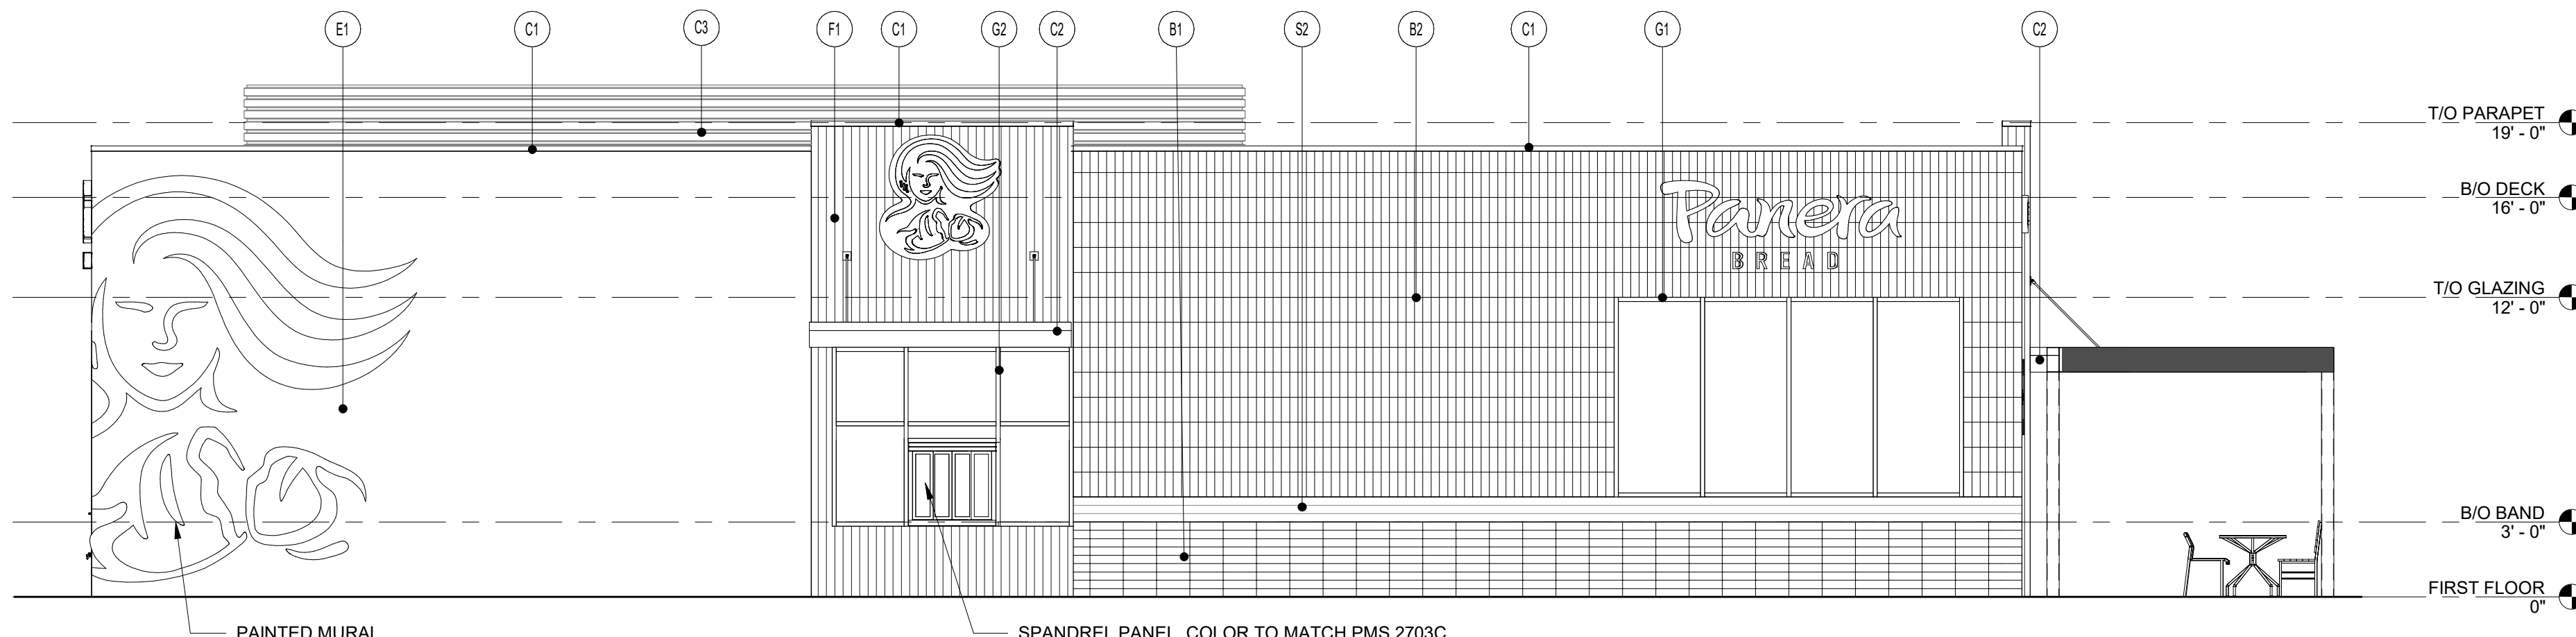 E1 C1 C3 F1 C1 G2 C2 B1 S2 B2 C1 G1 C2
T/O PARAPET
19' - 0"
B/O DECK
16' - 0"
Panera
BREAD
T/O GLAZING
12' - 0"
B/O BAND
3' - 0"
FIRST FLOOR
0"
PAINTED MURAL
SPANDREL PANEL, COLOR TO MATCH PMS 2703C